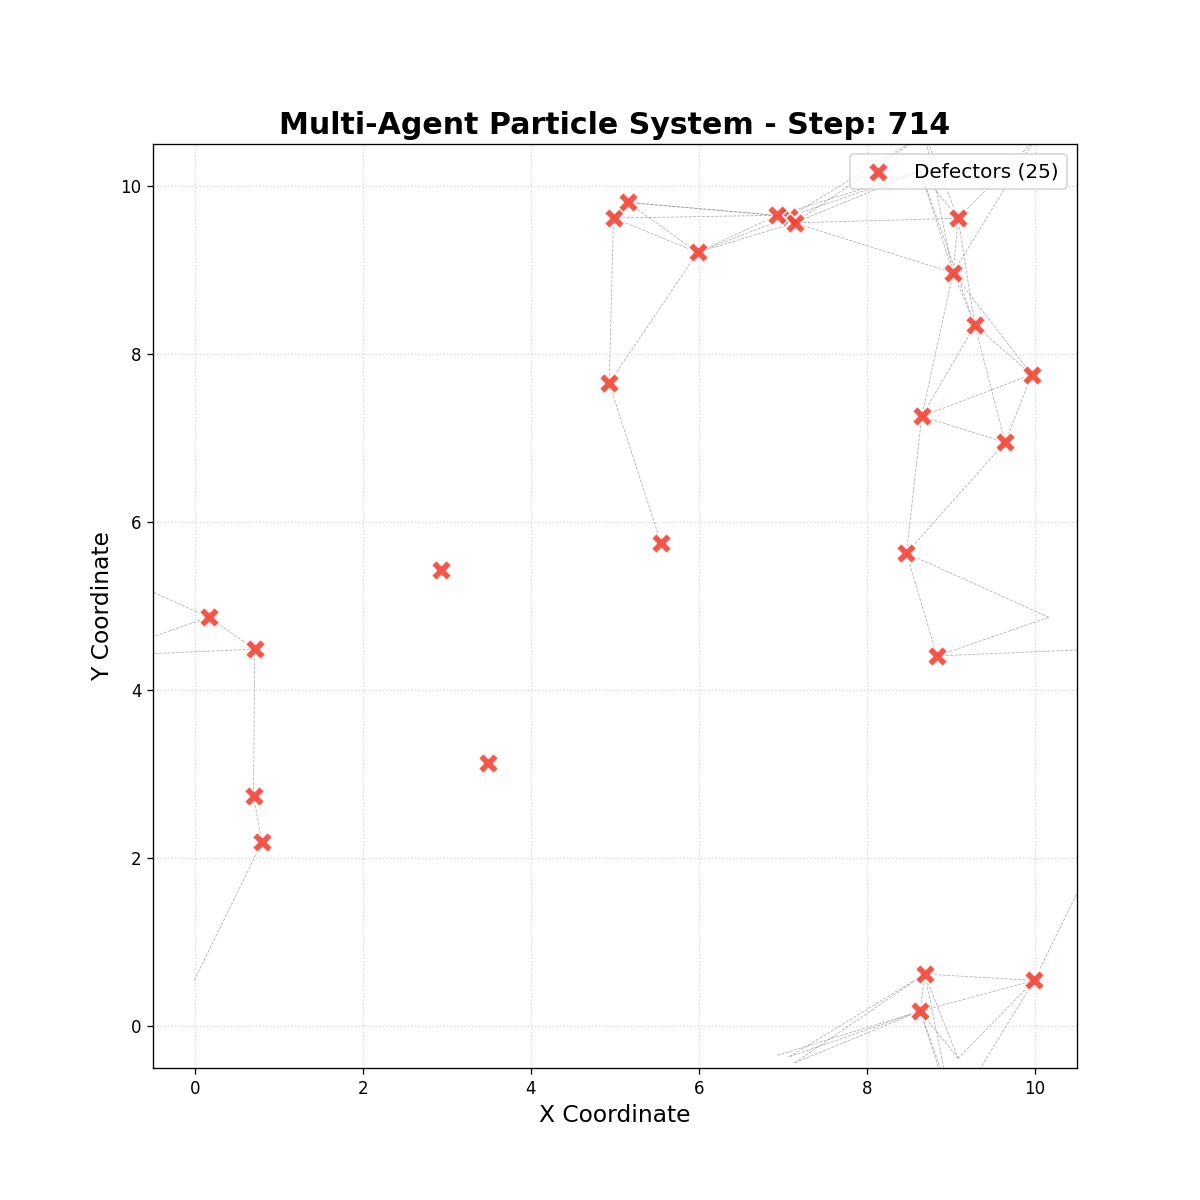 Multi-Agent Particle System - Step: 714
Defectors (25)
10
8
6
4
2
0
Y Coordinate
0 2 4 6 8 10
X Coordinate